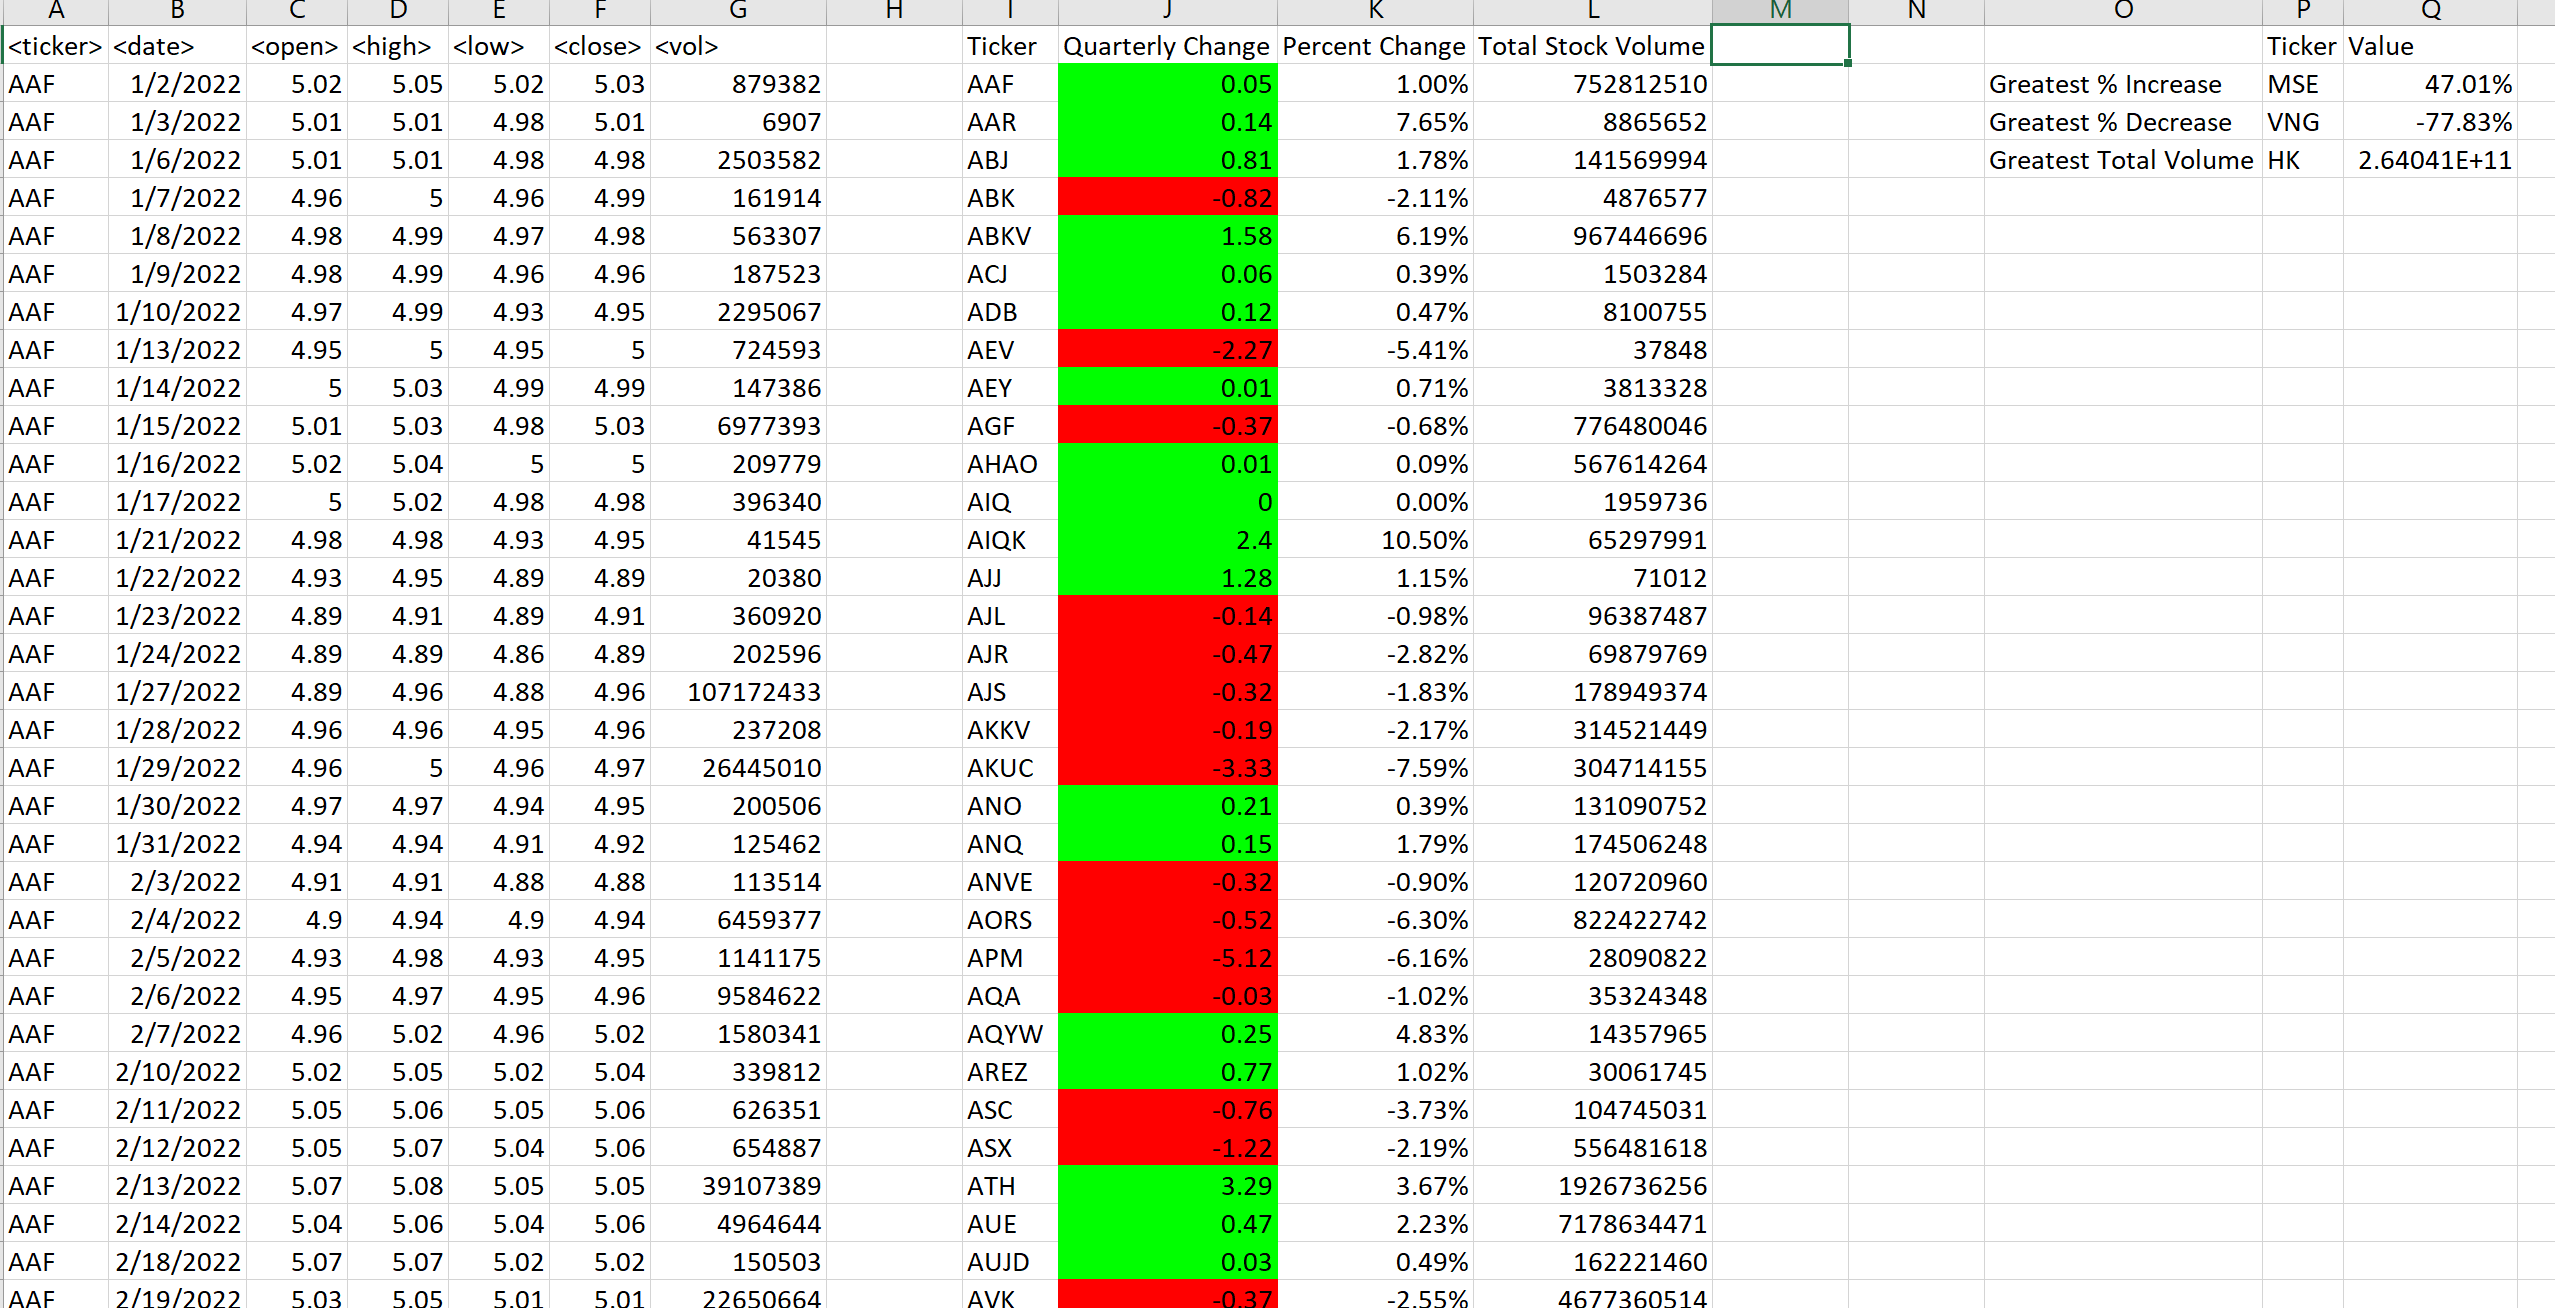 A B C D E F G H I J K L M N O P Q
<ticker> <date> <open> <high> <low> <close> <vol> Ticker Quarterly Change Percent Change Total Stock Volume Ticker Value
AAF 1/2/2022 5.02 5.05 5.02 5.03 879382 AAF 0.05 1.00% 752812510 Greatest % Increase MSE 47.01%
AAF 1/3/2022 5.01 5.01 4.98 5.01 6907 AAR 0.14 7.65% 8865652 Greatest % Decrease VNG -77.83%
AAF 1/6/2022 5.01 5.01 4.98 4.98 2503582 ABJ 0.81 1.78% 141569994 Greatest Total Volume HK 2.64041E+11
AAF 1/7/2022 4.96 5 4.96 4.99 161914 ABK -0.82 -2.11% 4876577
AAF 1/8/2022 4.98 4.99 4.97 4.98 563307 ABKV 1.58 6.19% 967446696
AAF 1/9/2022 4.98 4.99 4.96 4.96 187523 ACJ 0.06 0.39% 1503284
AAF 1/10/2022 4.97 4.99 4.93 4.95 2295067 ADB 0.12 0.47% 8100755
AAF 1/13/2022 4.95 5 4.95 5 724593 AEV -2.27 -5.41% 37848
AAF 1/14/2022 5 5.03 4.99 4.99 147386 AEY 0.01 0.71% 3813328
AAF 1/15/2022 5.01 5.03 4.98 5.03 6977393 AGF -0.37 -0.68% 776480046
AAF 1/16/2022 5.02 5.04 5 5 209779 AHAO 0.01 0.09% 567614264
AAF 1/17/2022 5 5.02 4.98 4.98 396340 AIQ 0 0.00% 1959736
AAF 1/21/2022 4.98 4.98 4.93 4.95 41545 AIQK 2.4 10.50% 65297991
AAF 1/22/2022 4.93 4.95 4.89 4.89 20380 AJJ 1.28 1.15% 71012
AAF 1/23/2022 4.89 4.91 4.89 4.91 360920 AJL -0.14 -0.98% 96387487
AAF 1/24/2022 4.89 4.89 4.86 4.89 202596 AJR -0.47 -2.82% 69879769
AAF 1/27/2022 4.89 4.96 4.88 4.96 107172433 AJS -0.32 -1.83% 178949374
AAF 1/28/2022 4.96 4.96 4.95 4.96 237208 AKKV -0.19 -2.17% 314521449
AAF 1/29/2022 4.96 5 4.96 4.97 26445010 AKUC -3.33 -7.59% 304714155
AAF 1/30/2022 4.97 4.97 4.94 4.95 200506 ANO 0.21 0.39% 131090752
AAF 1/31/2022 4.94 4.94 4.91 4.92 125462 ANQ 0.15 1.79% 174506248
AAF 2/3/2022 4.91 4.91 4.88 4.88 113514 ANVE -0.32 -0.90% 120720960
AAF 2/4/2022 4.9 4.94 4.9 4.94 6459377 AORS -0.52 -6.30% 822422742
AAF 2/5/2022 4.93 4.98 4.93 4.95 1141175 APM -5.12 -6.16% 28090822
AAF 2/6/2022 4.95 4.97 4.95 4.96 9584622 AQA -0.03 -1.02% 35324348
AAF 2/7/2022 4.96 5.02 4.96 5.02 1580341 AQYW 0.25 4.83% 14357965
AAF 2/10/2022 5.02 5.05 5.02 5.04 339812 AREZ 0.77 1.02% 30061745
AAF 2/11/2022 5.05 5.06 5.05 5.06 626351 ASC -0.76 -3.73% 104745031
AAF 2/12/2022 5.05 5.07 5.04 5.06 654887 ASX -1.22 -2.19% 556481618
AAF 2/13/2022 5.07 5.08 5.05 5.05 39107389 ATH 3.29 3.67% 1926736256
AAF 2/14/2022 5.04 5.06 5.04 5.06 4964644 AUE 0.47 2.23% 7178634471
AAF 2/18/2022 5.07 5.07 5.02 5.02 150503 AUJD 0.03 0.49% 162221460
AAF 2/19/2022 5.03 5.05 5.01 5.01 22650664 AVK -0.37 -2.55% 4677360514